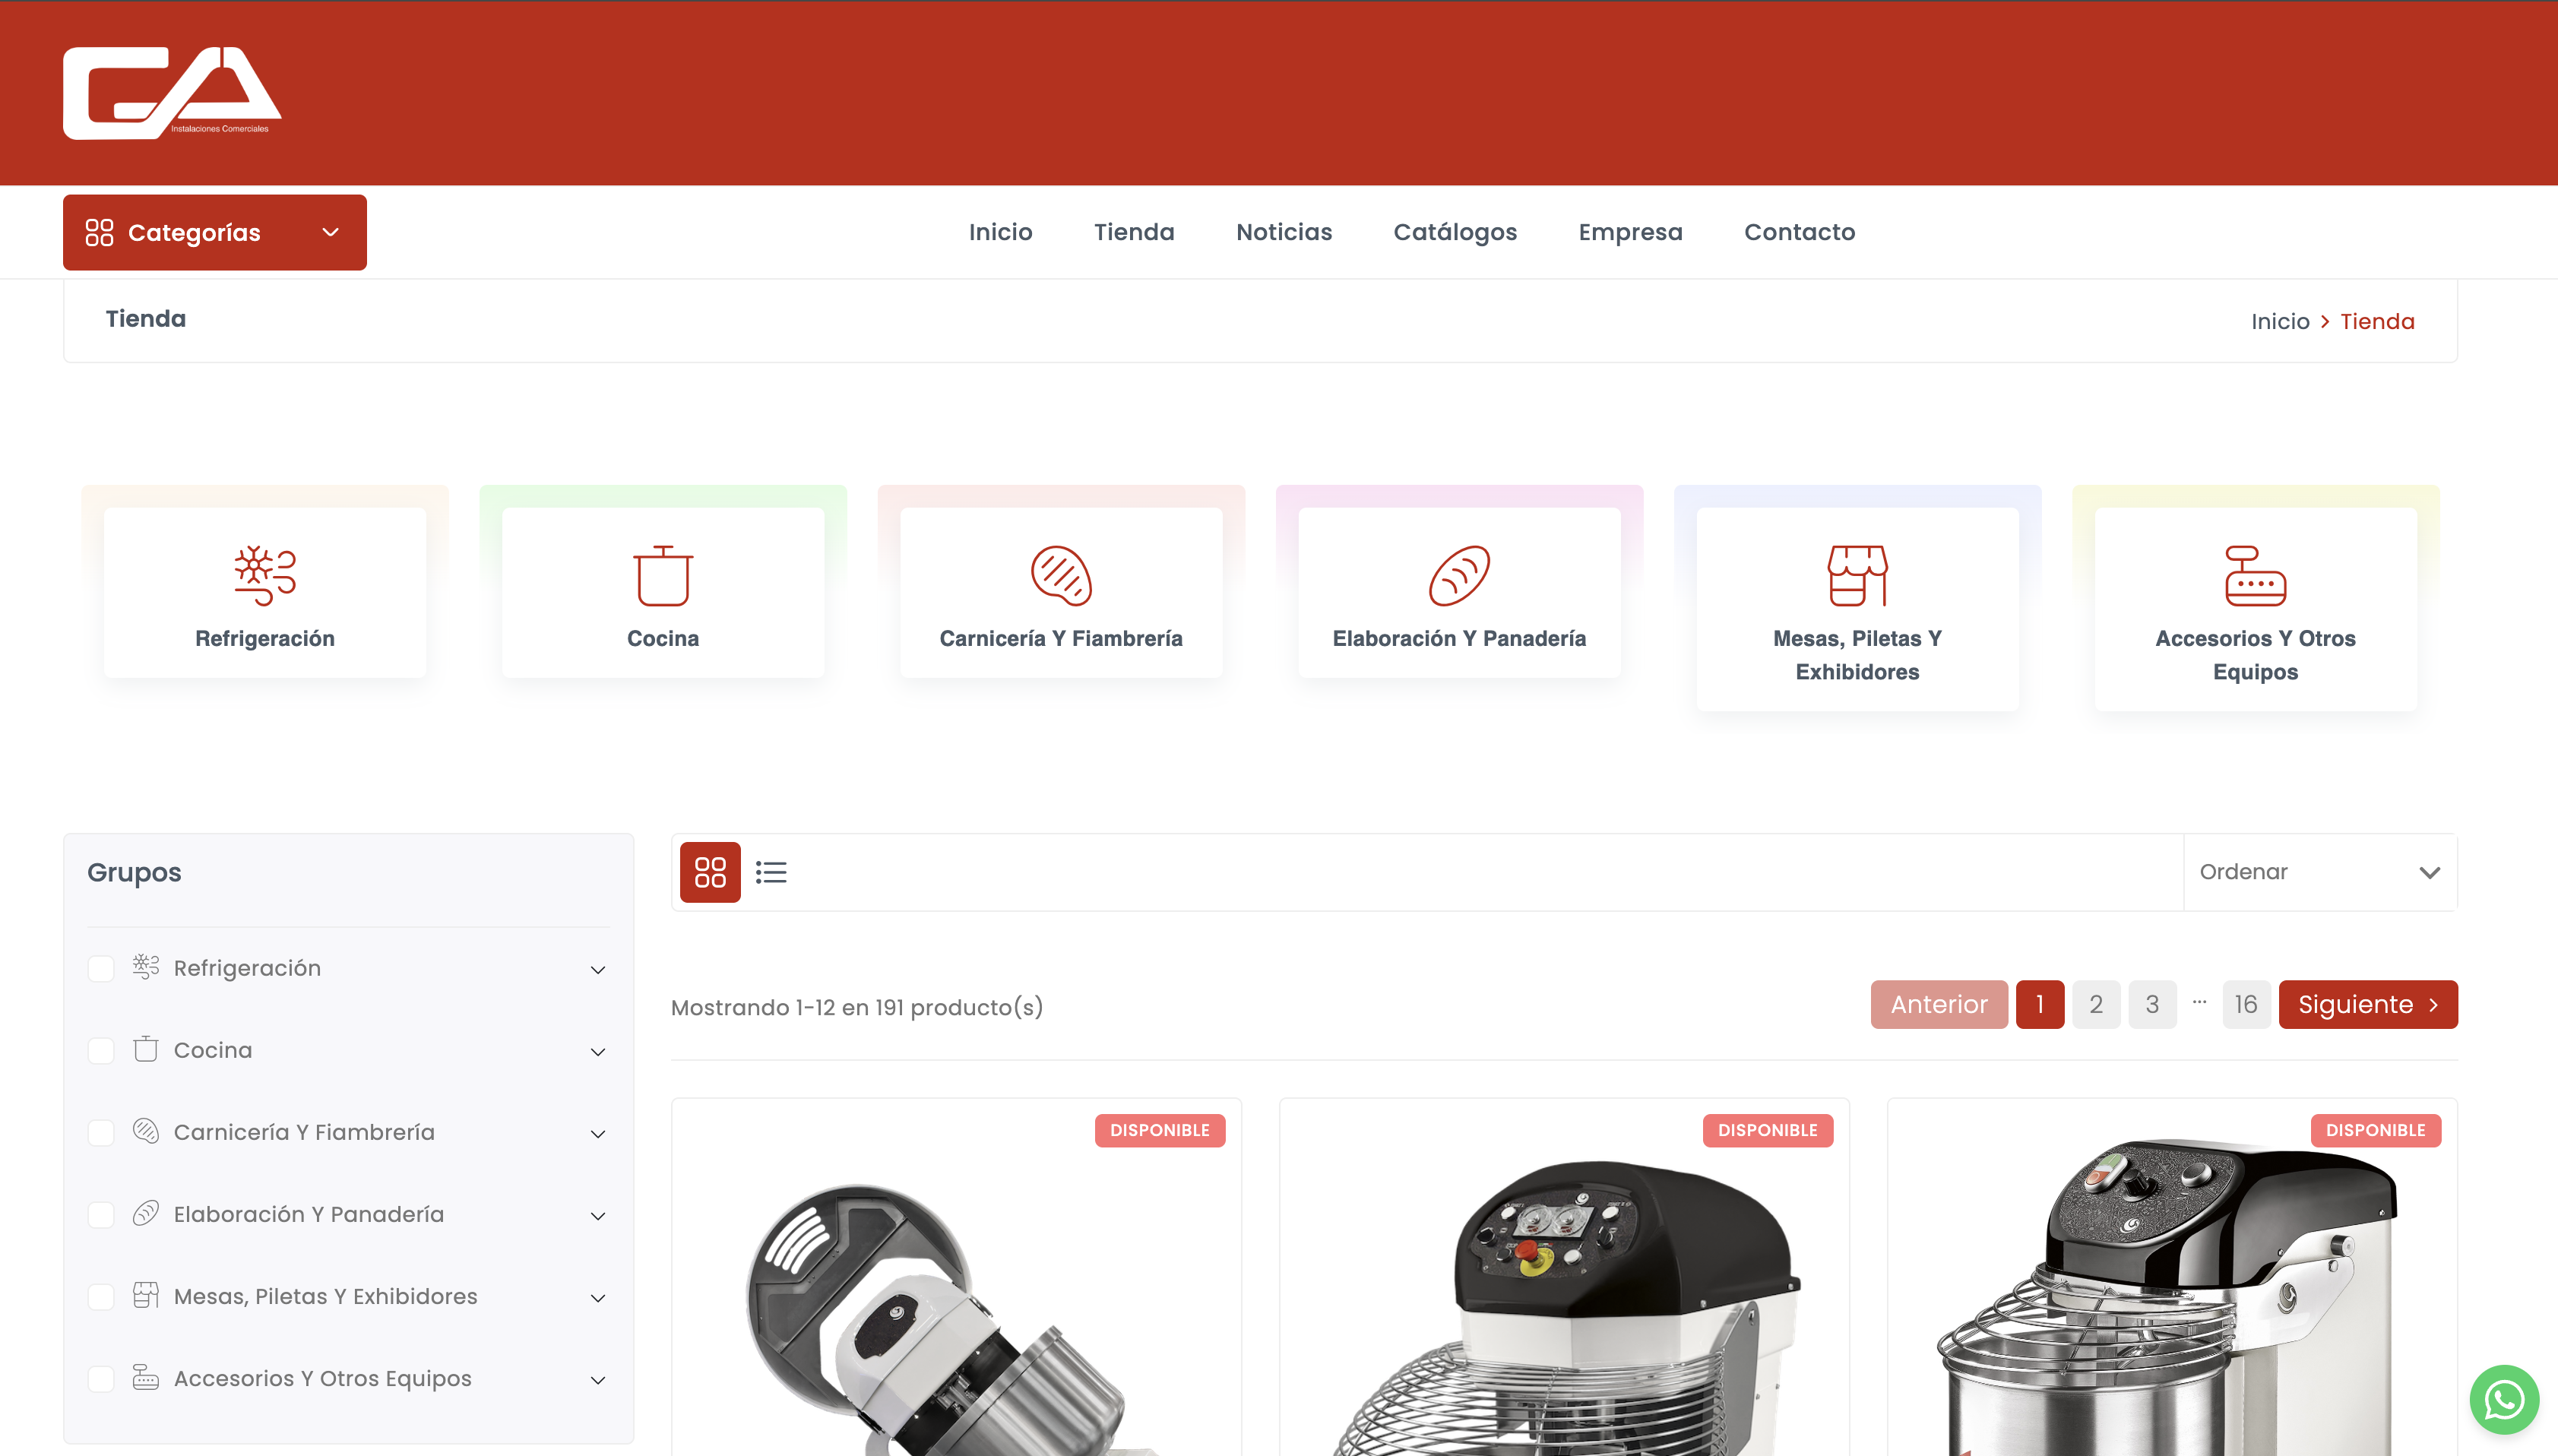 GA
Instalaciones Comerciales
Categorías
Inicio
Tienda
Noticias
Catálogos
Empresa
Contacto
Tienda
Inicio > Tienda
Refrigeración
Cocina
Carnicería Y Fiambrería
Elaboración Y Panadería
Mesas, Piletas Y
Exhibidores
Accesorios Y Otros
Equipos
Grupos
Refrigeración
Cocina
Carnicería Y Fiambrería
Elaboración Y Panadería
Mesas, Piletas Y Exhibidores
Accesorios Y Otros Equipos
Ordenar
Mostrando 1-12 en 191 producto(s)
Anterior 1 2 3 ... 16 Siguiente >
DISPONIBLE
DISPONIBLE
DISPONIBLE